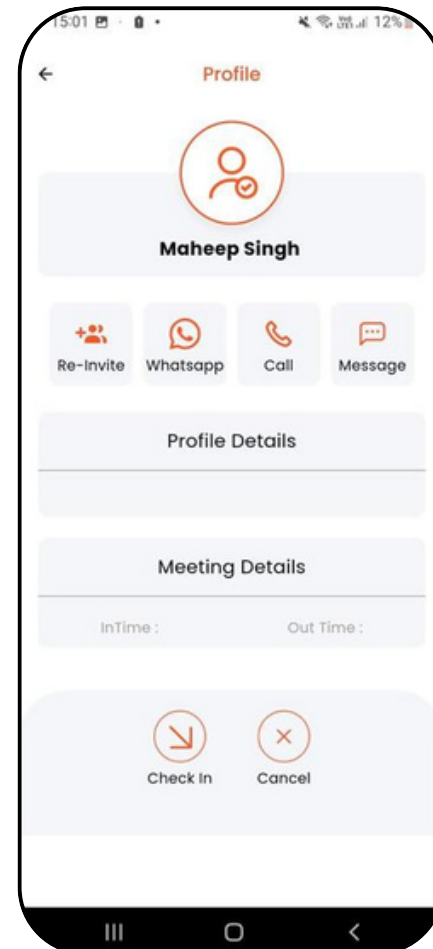 15:01 12%
Profile
Maheep Singh
Re-Invite Whatsapp Call Message
Profile Details
Meeting Details
InTime : Out Time :
Check In Cancel